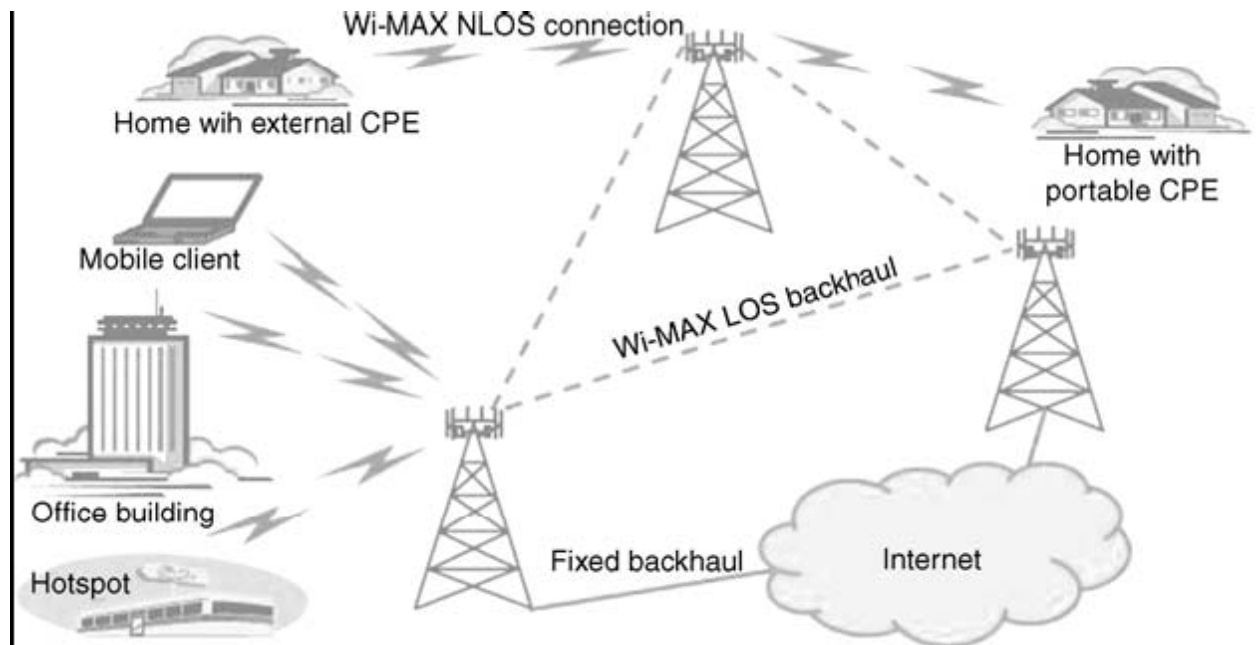 Wi-MAX NLOS connection
Home wih external CPE
Home with
portable CPE
Mobile client
Wi-MAX LOS backhaul
Office building
Fixed backhaul
Internet
Hotspot